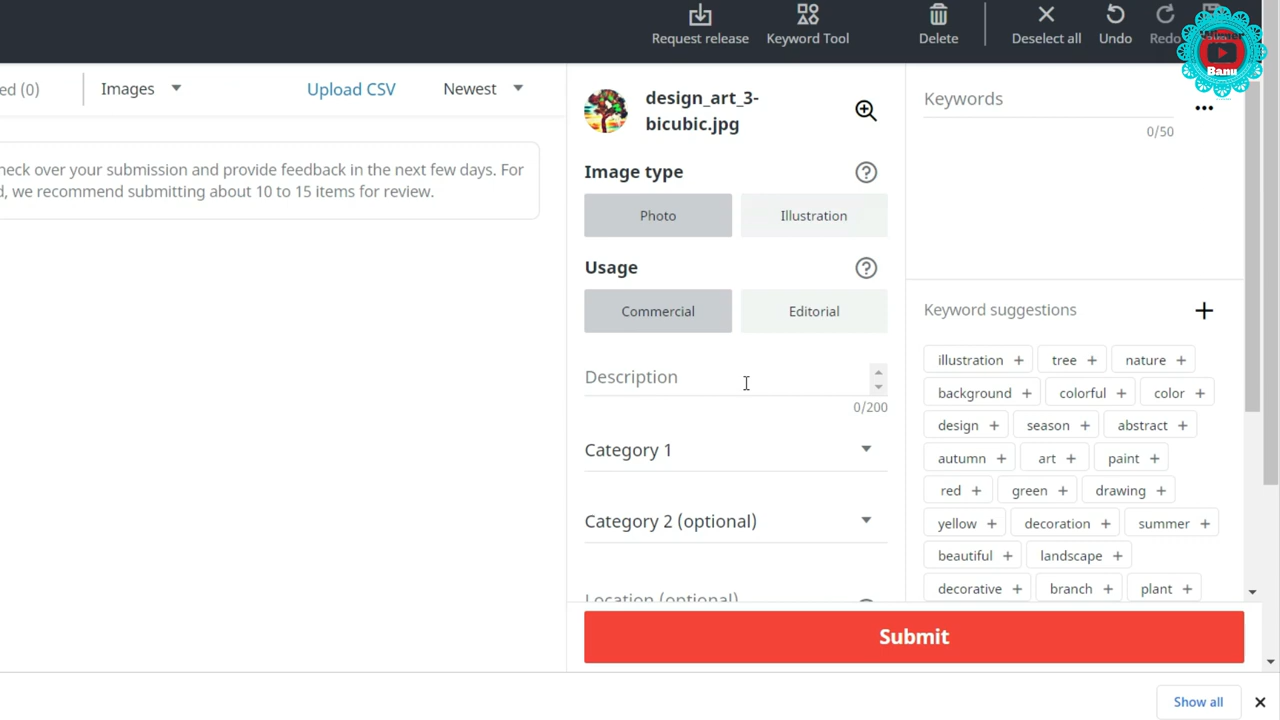 Request release
Keyword Tool
Delete
Deselect all
Undo
Redo
Banu
ed (0)
Images
Upload CSV
Newest
heck over your submission and provide feedback in the next few days. For
d, we recommend submitting about 10 to 15 items for review.
design_art_3-
bicubic.jpg
Image type
Photo
Illustration
Usage
Commercial
Editorial
Description
0/200
Category 1
Category 2 (optional)
Location (optional)
Keywords
0/50
Keyword suggestions
illustration +
tree +
nature +
background +
colorful +
color +
design +
season +
abstract +
autumn +
art +
paint +
red +
green +
drawing +
yellow +
decoration +
summer +
beautiful +
landscape +
decorative +
branch +
plant +
Submit
Show all